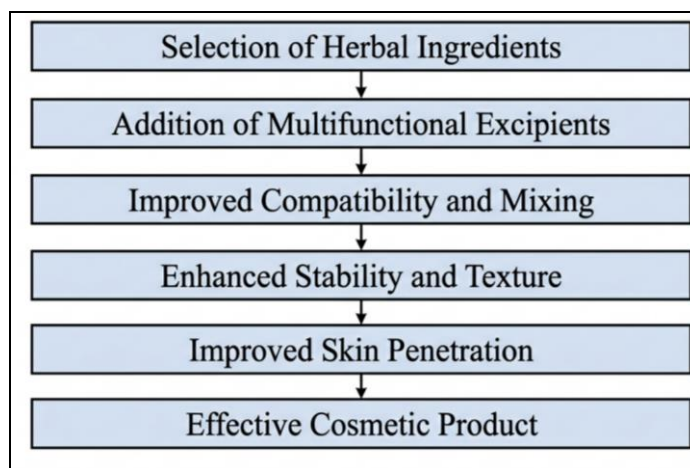 Selection of Herbal Ingredients
Addition of Multifunctional Excipients
Improved Compatibility and Mixing
Enhanced Stability and Texture
Improved Skin Penetration
Effective Cosmetic Product